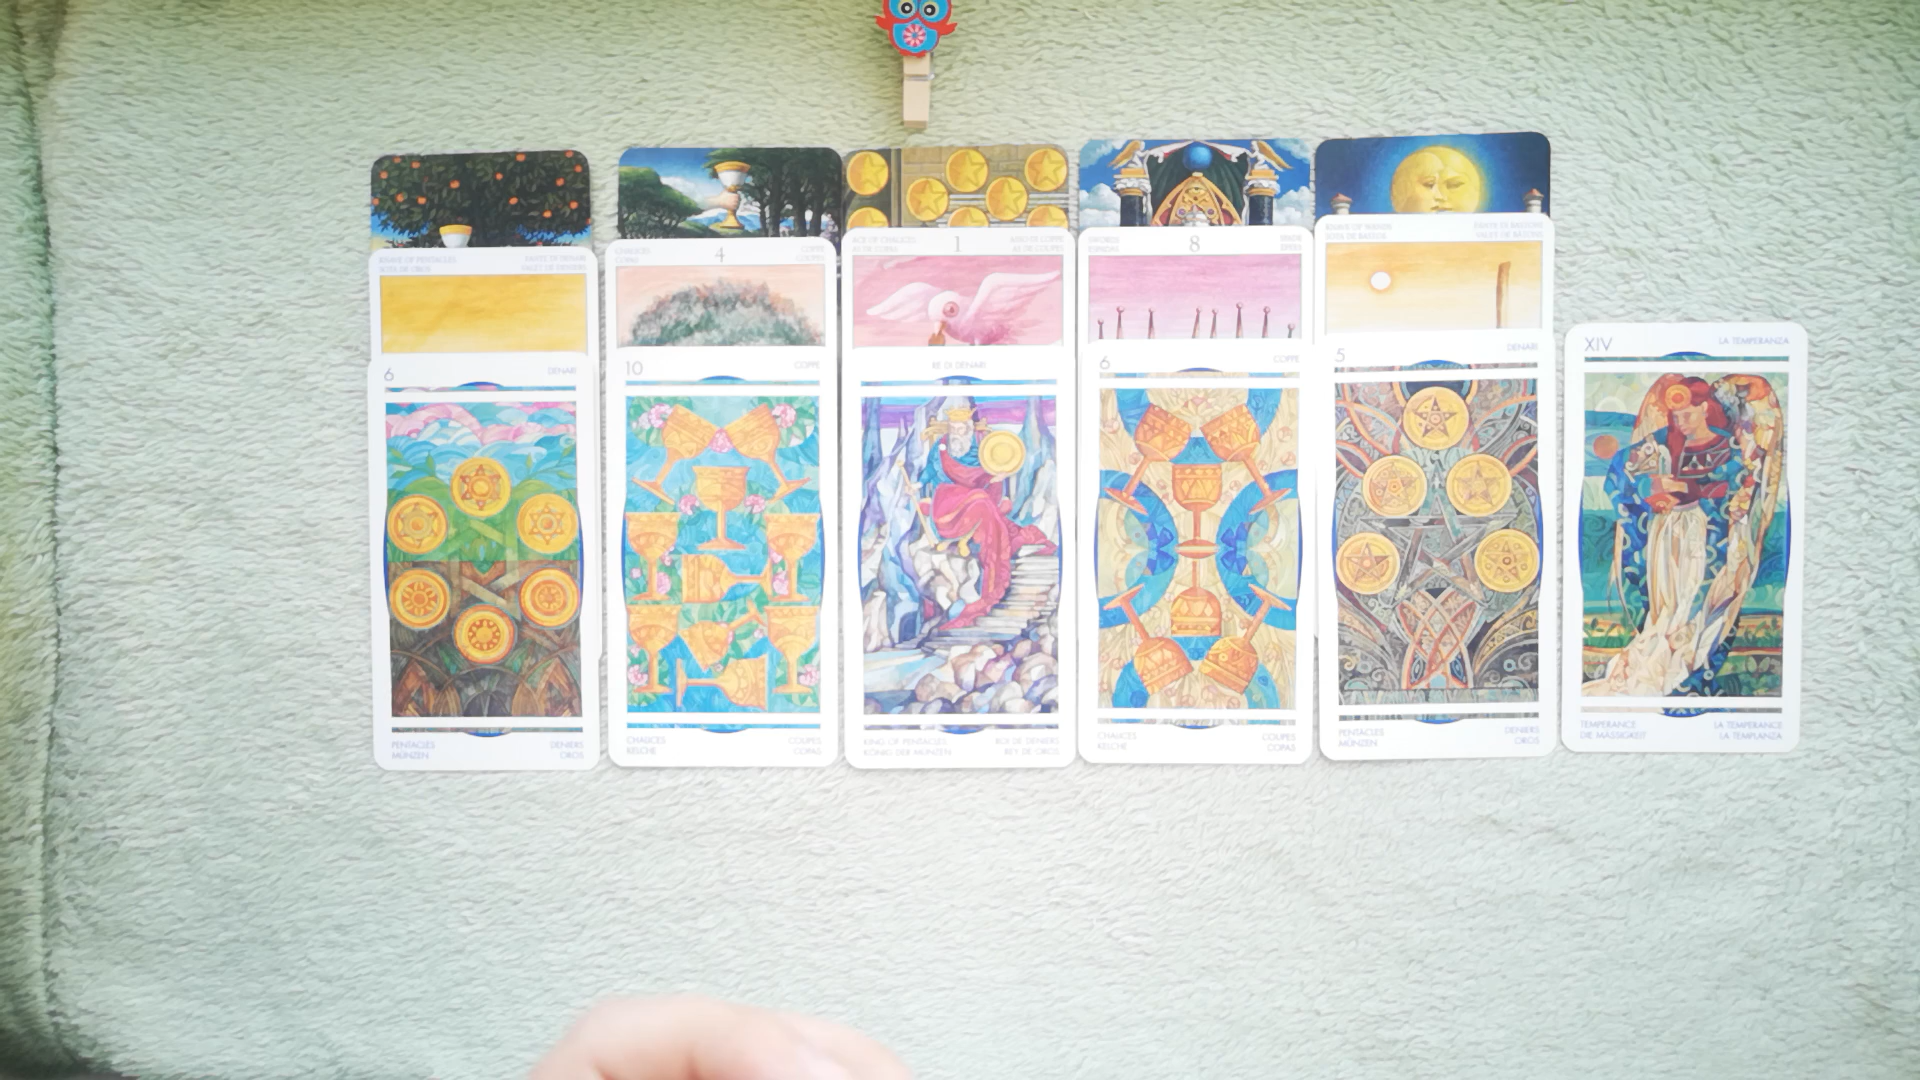 KNAVE OF PENTACLES FANTE DI DENARI
SOTA DE OROS VALET DE DENIERS
CHALICES 4 COPPE
COPAS COUPES
ACE OF CHALICES 1 ASSO DI COPPE
AS DE COPAS AS DE COUPES
SWORDS 8 SPADE
ESPADAS EPEES
KNAVE OF WANDS FANTE DI BASTONI
SOTA DE BASTOS VALET DE BATONS
6 DENARI
10 COPPE
RE DI DENARI
6 COPPE
5 DENARI
XIV LA TEMPERANZA
PENTACLES DENIERS
MÜNZEN OROS
CHALICES COUPES
KELCHE COPAS
KING OF PENTACLES ROI DE DENIERS
KÖNIG DER MÜNZEN REY DE OROS
CHALICES COUPES
KELCHE COPAS
PENTACLES DENIERS
MÜNZEN OROS
TEMPERANCE LA TEMPERANCE
DIE MÄSSIGKEIT LA TEMPLANZA